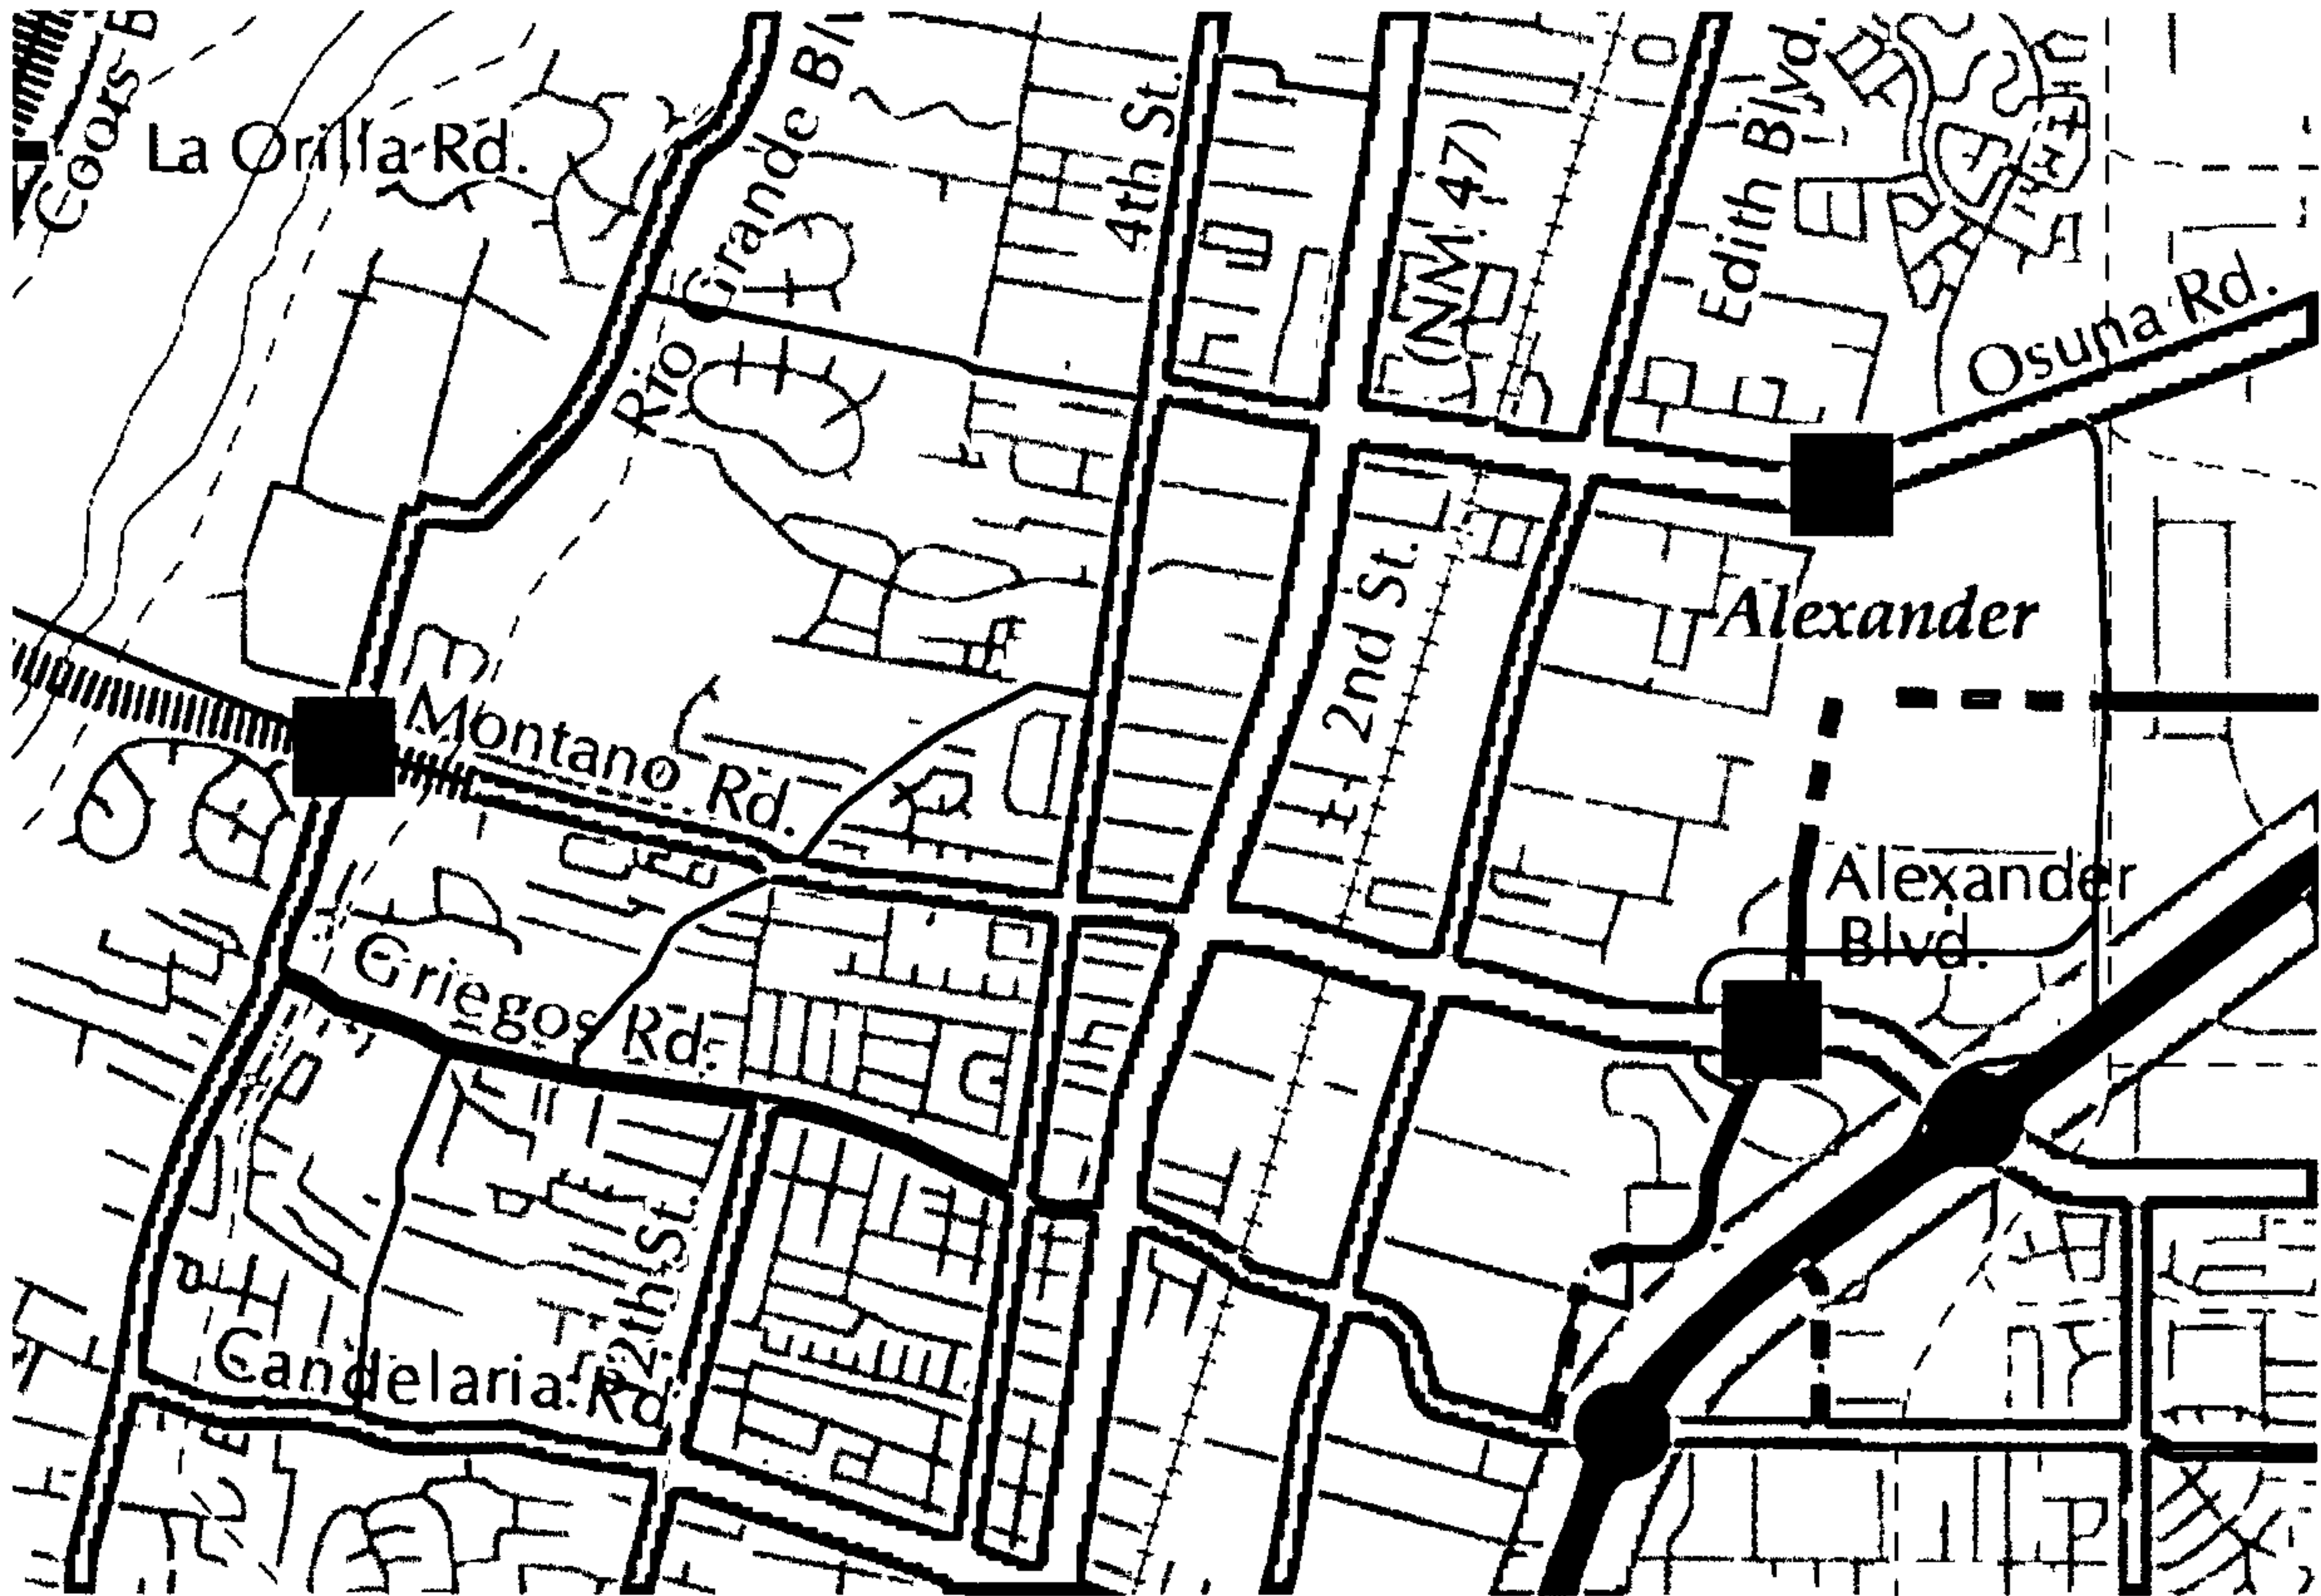 Coors B
La Orilla Rd.
Rio Grande Bl
4th St.
(NM 47)
Edith Blvd.
Osuna Rd.
2nd St.
Alexander
Montano Rd.
Alexander
Blvd.
Griegos Rd.
12th St.
Candelaria Rd